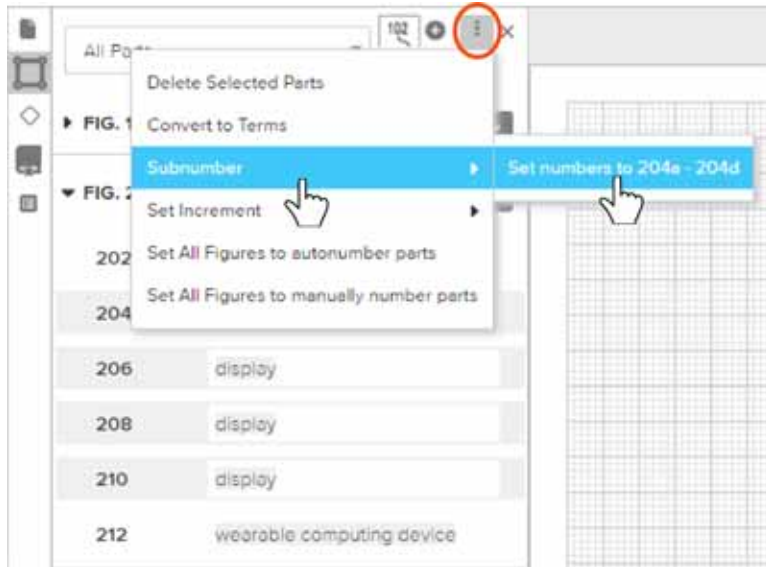 102
All Parts
Delete Selected Parts
FIG. 1
Convert to Terms
Subnumber
Set numbers to 204a - 204d
FIG. 2
Set Increment
202
Set All Figures to autonumber parts
Set All Figures to manually number parts
204
206 display
208 display
210 display
212 wearable computing device